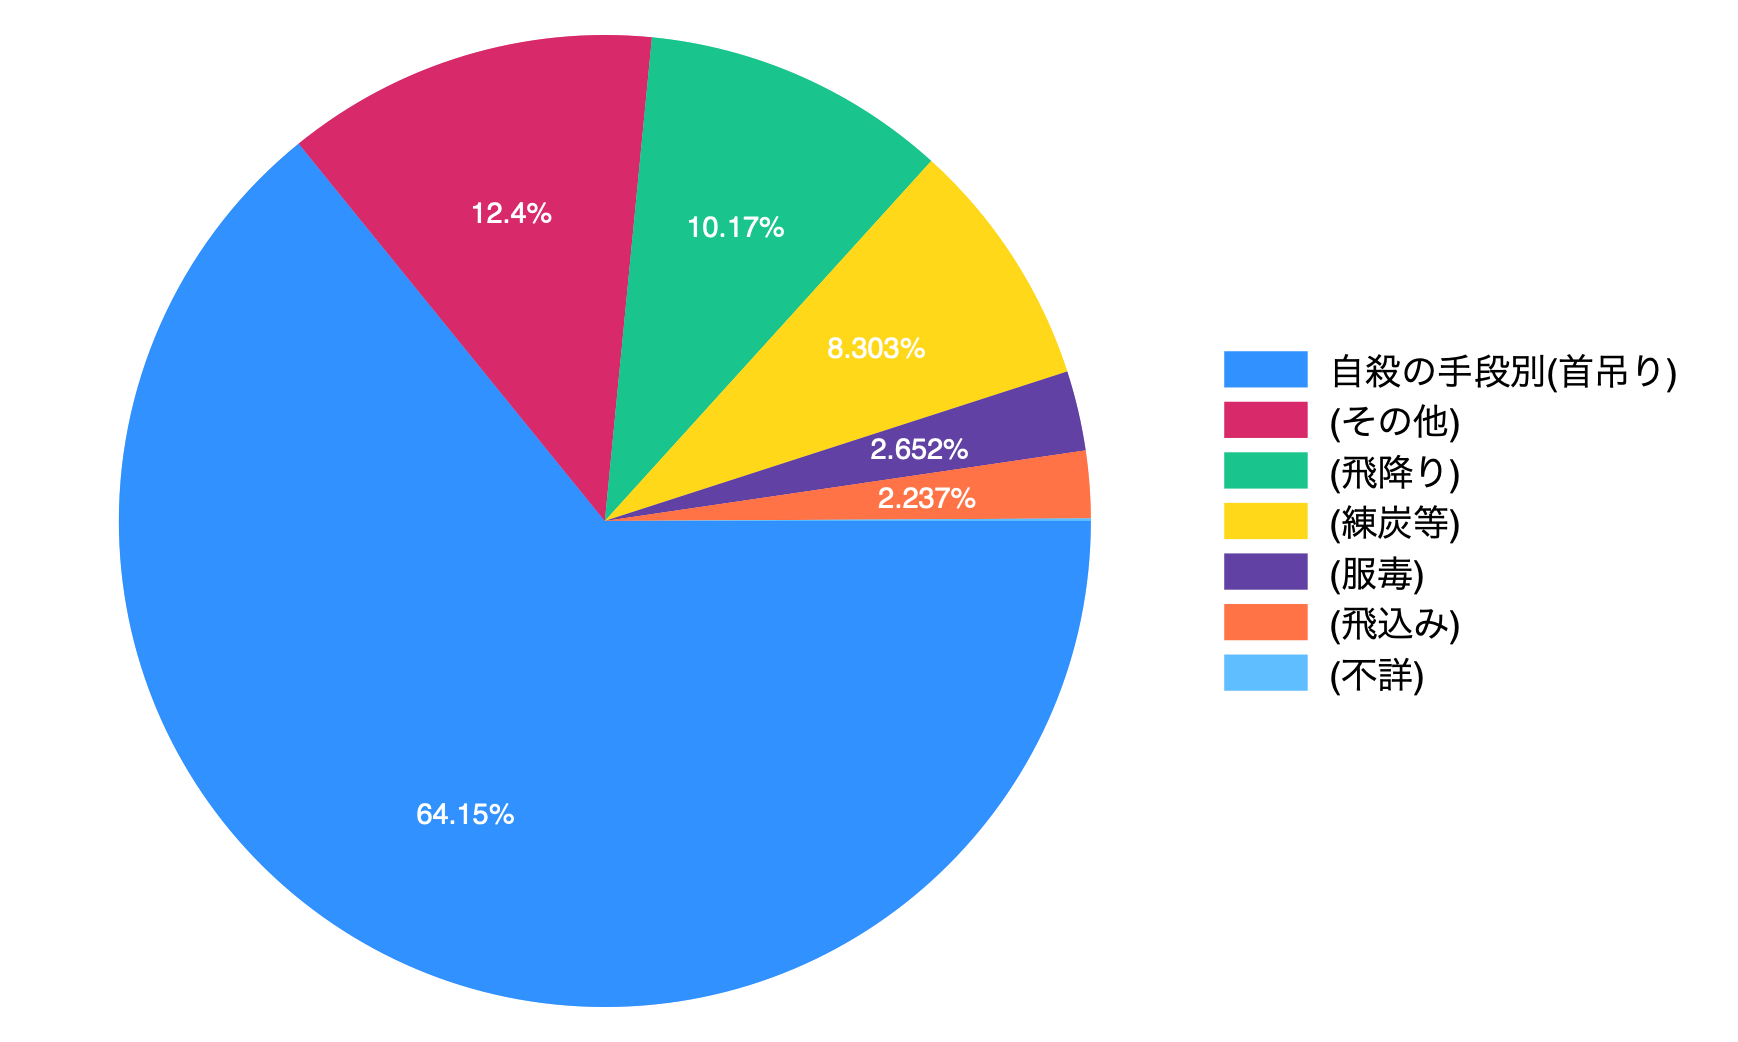 12.4%
10.17%
8.303%
2.652%
2.237%
64.15%
自殺の手段別(首吊り)
(その他)
(飛降り)
(練炭等)
(服毒)
(飛込み)
(不詳)